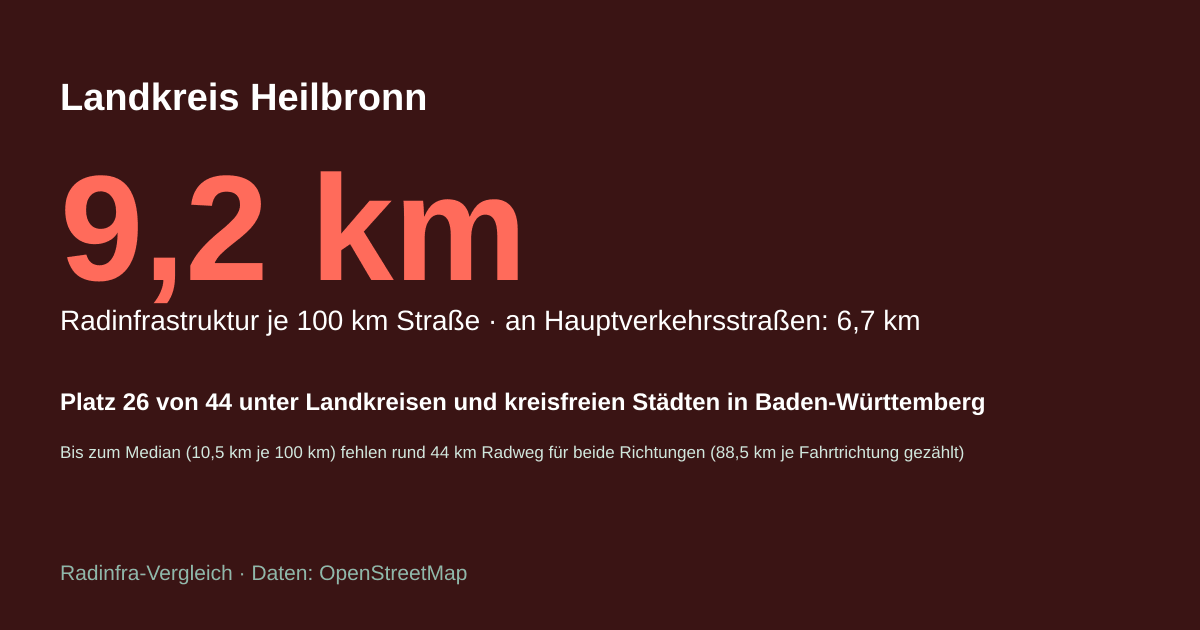 Landkreis Heilbronn
9,2 km
Radinfrastruktur je 100 km Straße · an Hauptverkehrsstraßen: 6,7 km
Platz 26 von 44 unter Landkreisen und kreisfreien Städten in Baden-Württemberg
Bis zum Median (10,5 km je 100 km) fehlen rund 44 km Radweg für beide Richtungen (88,5 km je Fahrtrichtung gezählt)
Radinfra-Vergleich · Daten: OpenStreetMap